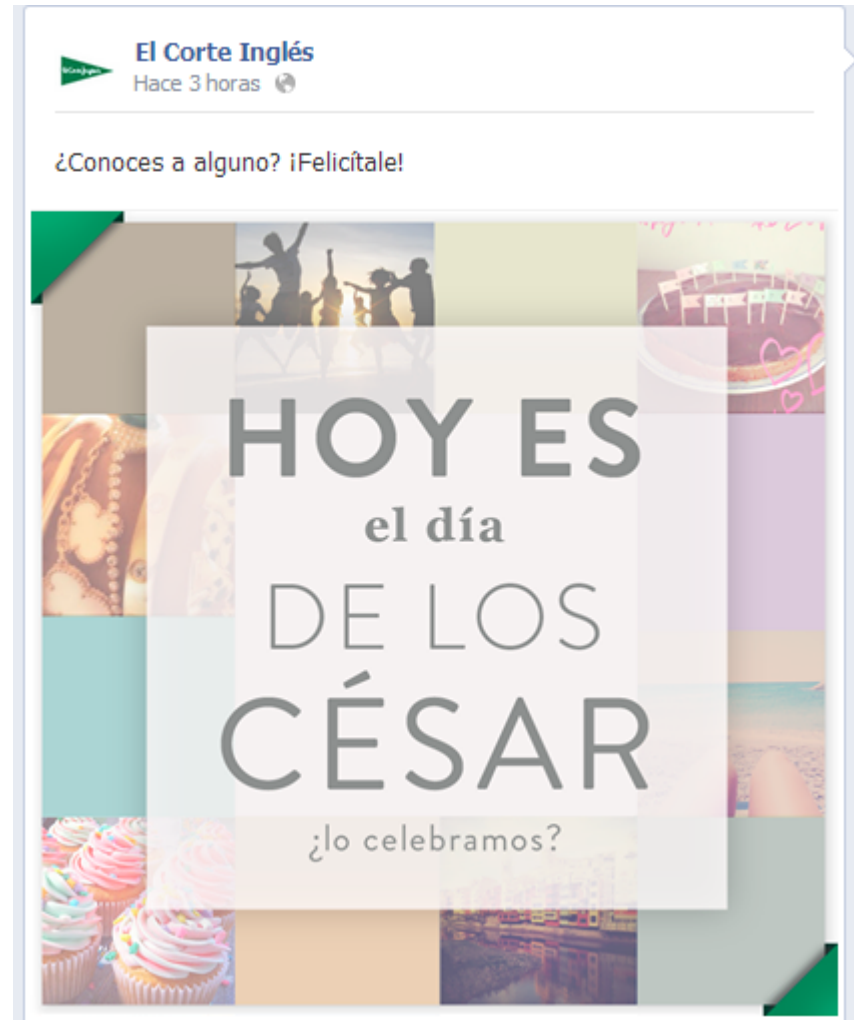 El Corte Inglés
Hace 3 horas
¿Conoces a alguno? ¡Felicítale!
HOY ES
el día
DE LOS
CÉSAR
¿lo celebramos?